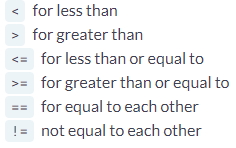 < for less than
> for greater than
<= for less than or equal to
>= for greater than or equal to
== for equal to each other
!= not equal to each other